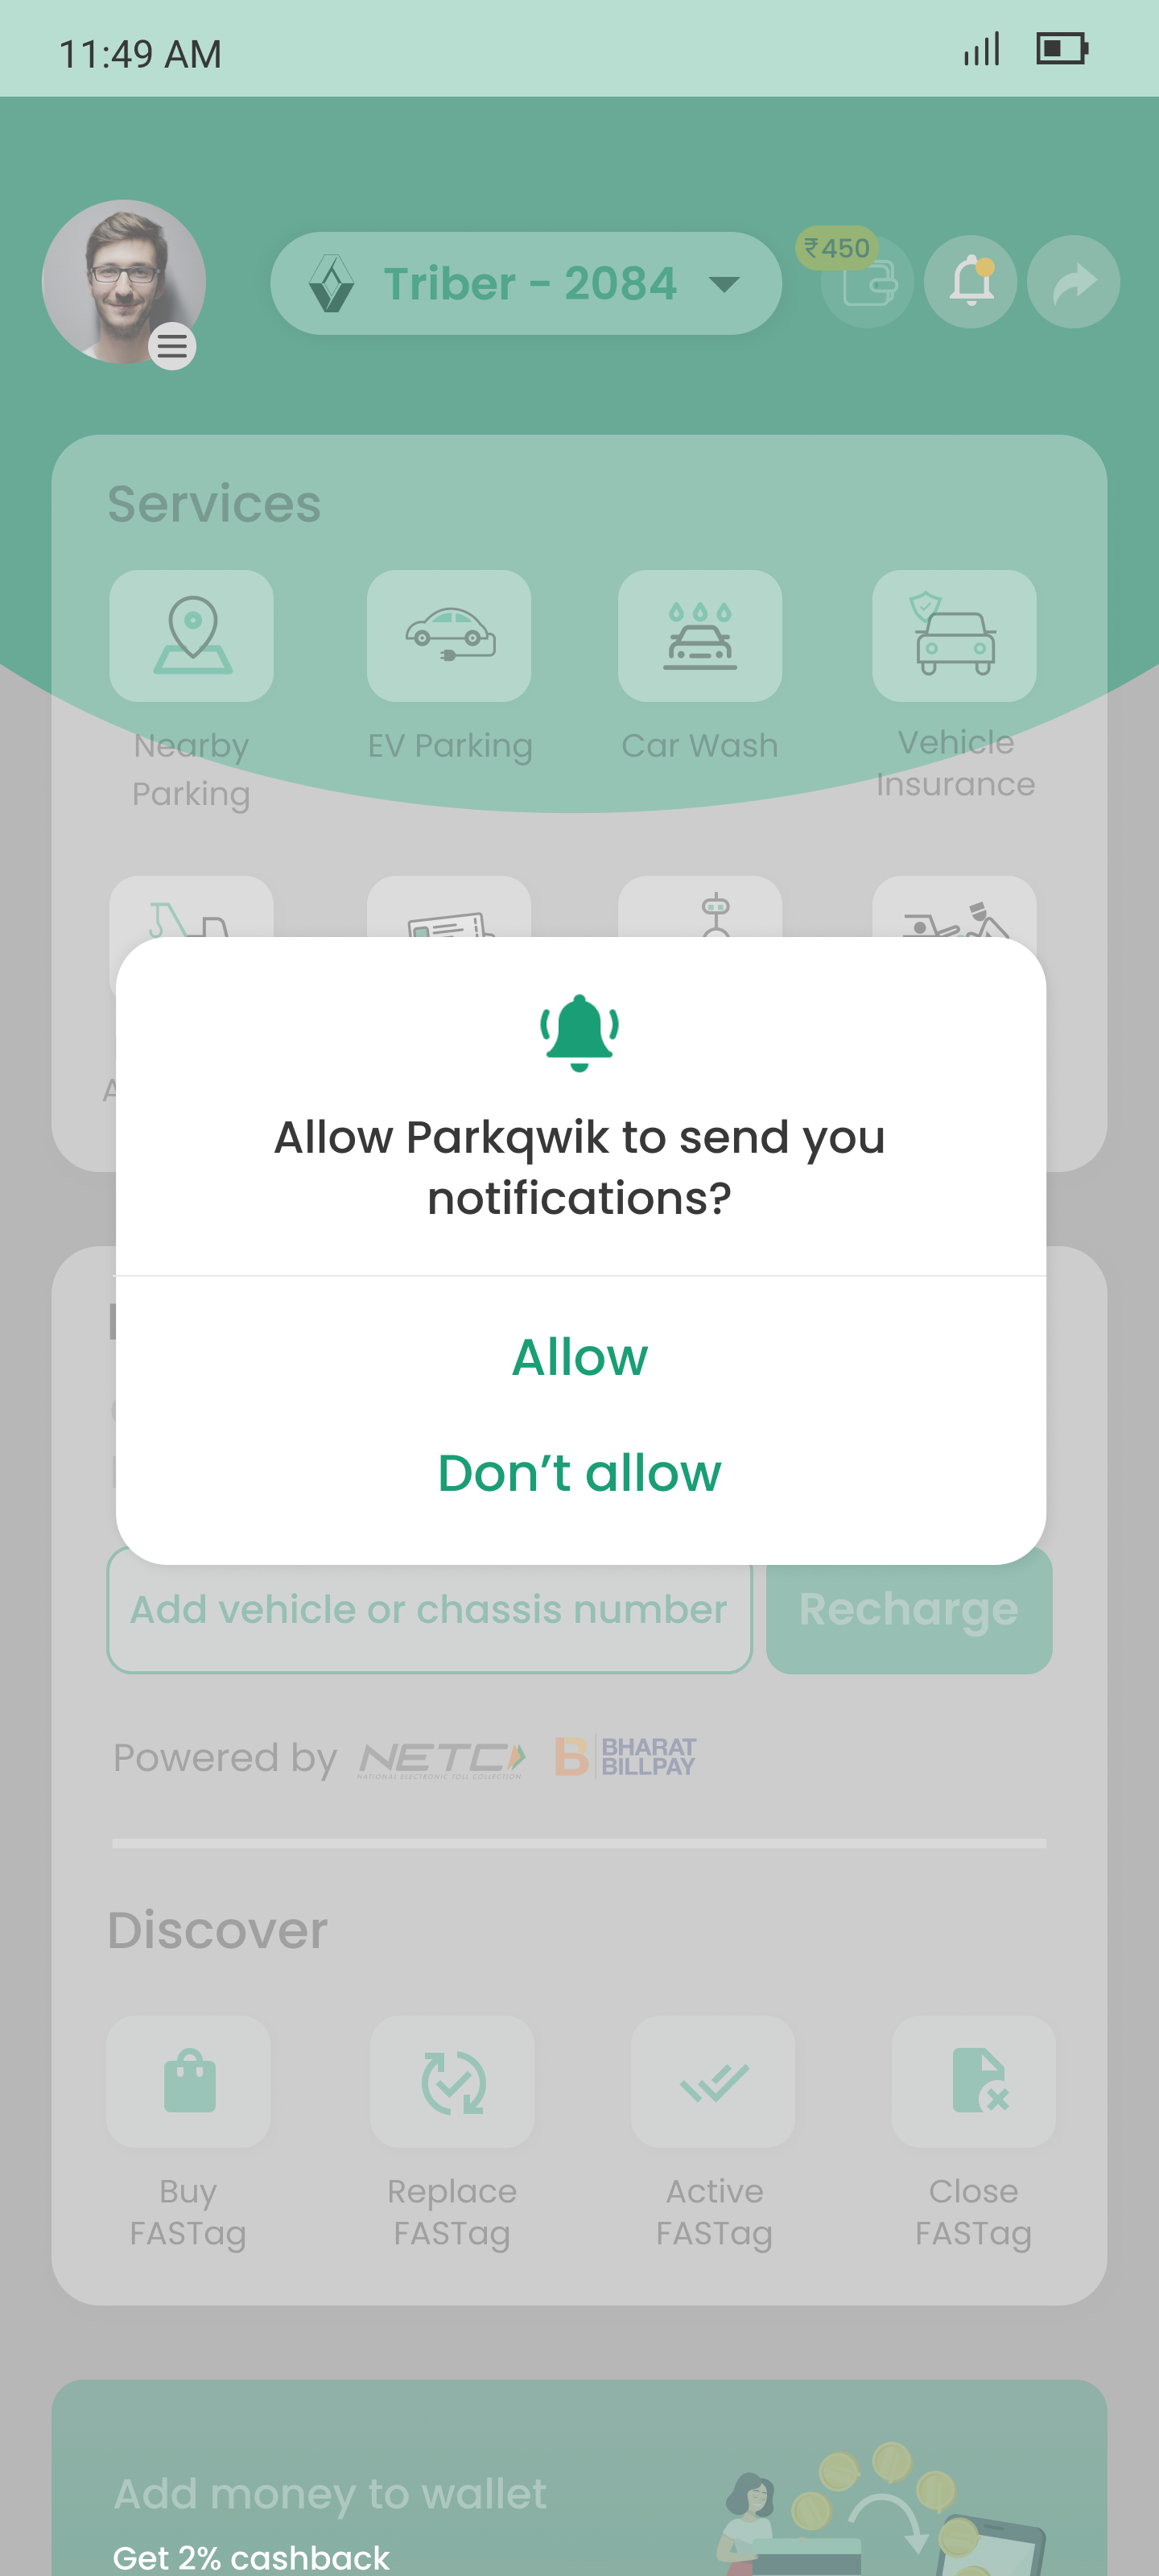 11:49 AM
Triber - 2084
₹450
Services
Nearby
Parking
EV Parking
Car Wash
Vehicle
Insurance
Allow Parkqwik to send you
notifications?
Allow
Don’t allow
Add vehicle or chassis number
Recharge
Powered by
NETC
NATIONAL ELECTRONIC TOLL COLLECTION
B BHARAT
BILLPAY
Discover
Buy
FASTag
Replace
FASTag
Active
FASTag
Close
FASTag
Add money to wallet
Get 2% cashback